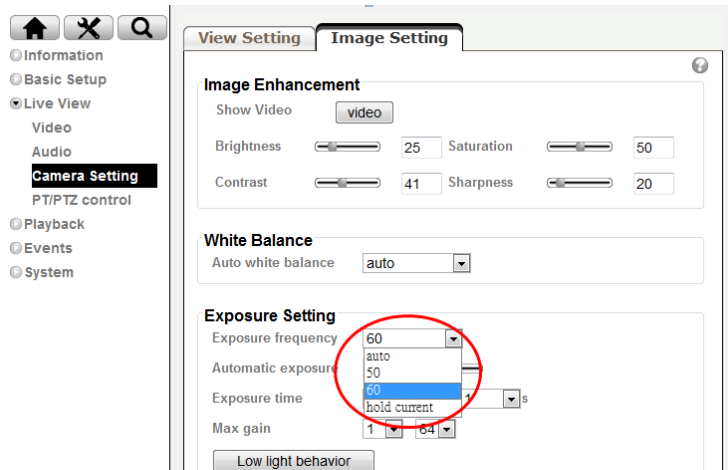 View Setting Image Setting
Information
Basic Setup
Live View
Video
Audio
Camera Setting
PT/PTZ control
Playback
Events
System
Image Enhancement
Show Video video
Brightness 25 Saturation 50
Contrast 41 Sharpness 20
White Balance
Auto white balance auto
Exposure Setting
Exposure frequency 60
auto
50
60
hold current
Automatic exposure
Exposure time 1 s
Max gain 1 64
Low light behavior